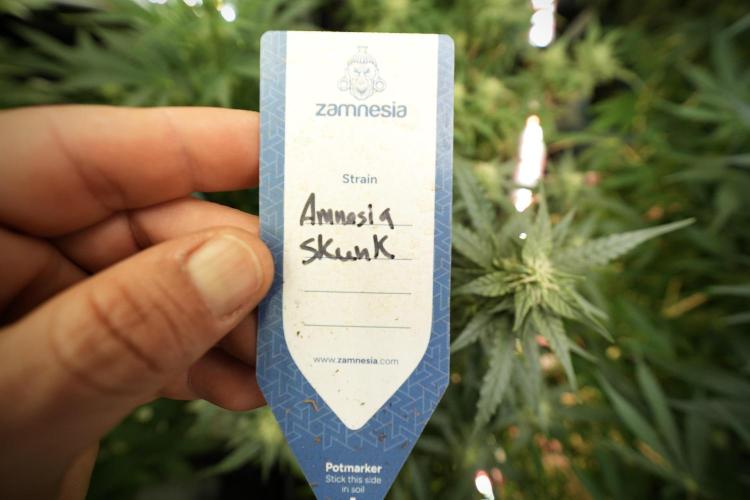 zamnesia
Strain
Amnesia
Skunk
www.zamnesia.com
Potmarker
Stick this side
in soil